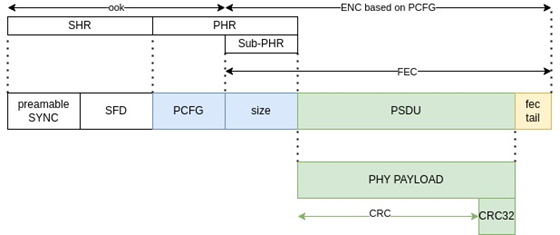 ook
ENC based on PCFG
SHR
PHR
Sub-PHR
FEC
preamable
SYNC
SFD
PCFG
size
PSDU
fec
tail
PHY PAYLOAD
CRC
CRC32